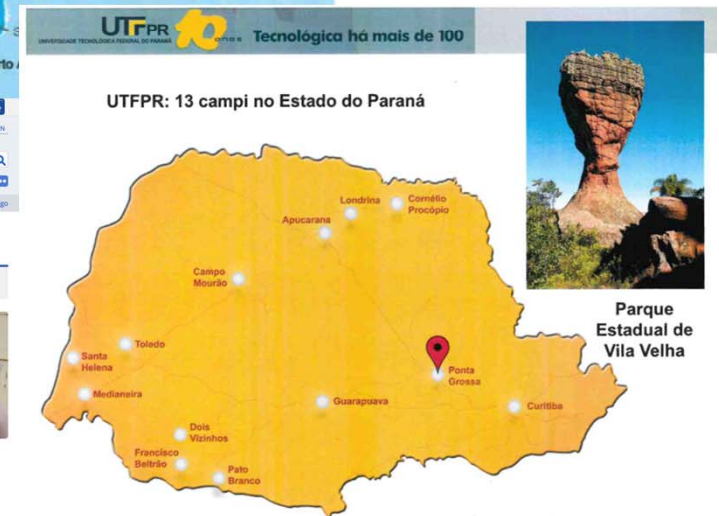 UTFPR
UNIVERSIDADE TECNOLÓGICA FEDERAL DO PARANÁ
10 anos
Tecnológica há mais de 100
UTFPR: 13 campi no Estado do Paraná
Londrina
Cornélio
Procópio
Apucarana
Campo
Mourão
Toledo
Santa
Helena
Medianeira
Ponta
Grossa
Guarapuava
Curitiba
Dois
Vizinhos
Francisco
Beltrão
Pato
Branco
Parque
Estadual de
Vila Velha